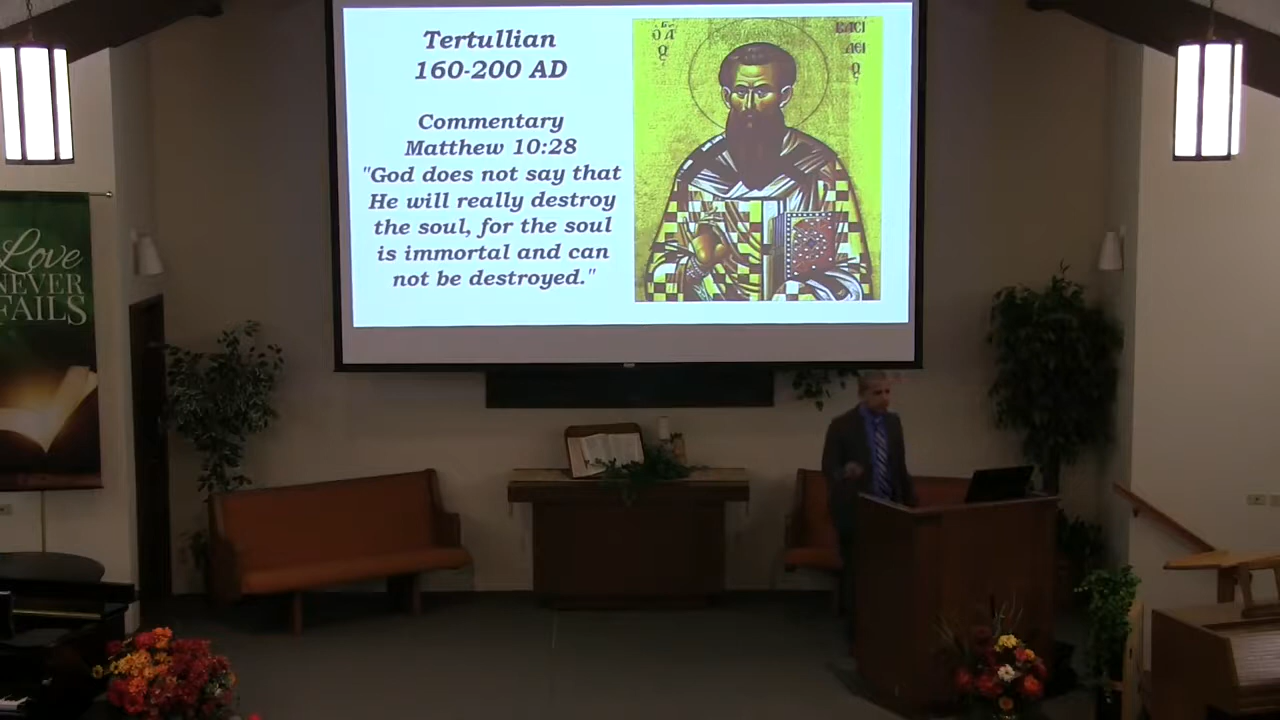 Tertullian
160-200 AD
Commentary
Matthew 10:28
"God does not say that
He will really destroy
the soul, for the soul
is immortal and can
not be destroyed."
Love
NEVER
FAILS